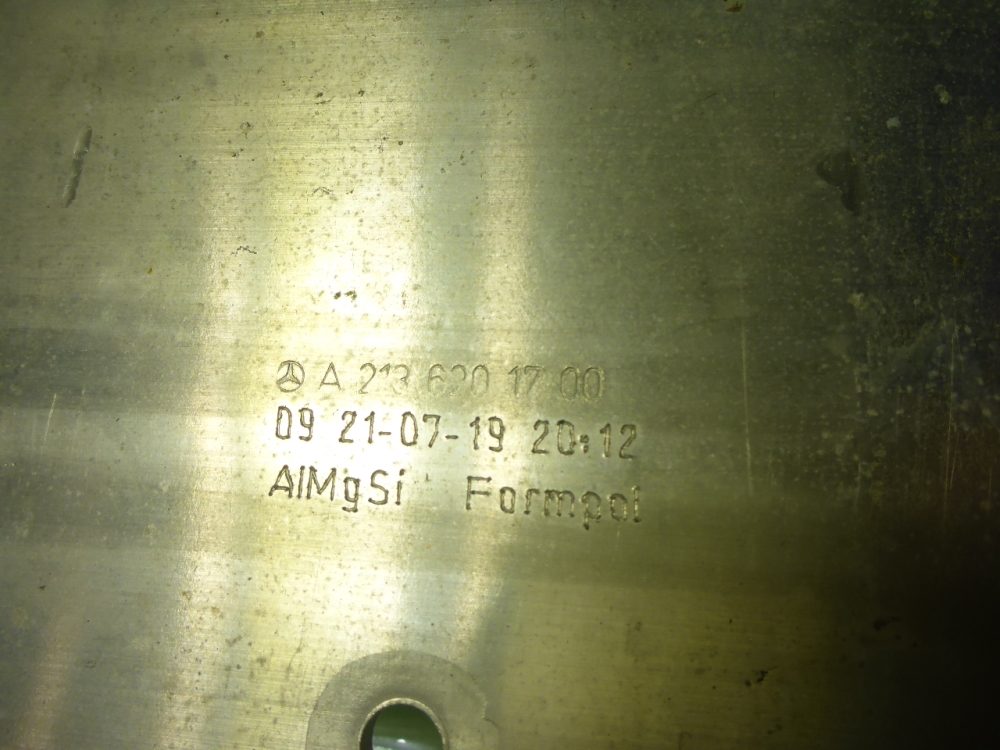 A 213 620 17 00
09 21-07-19 20:12
AlMgSi Formpol